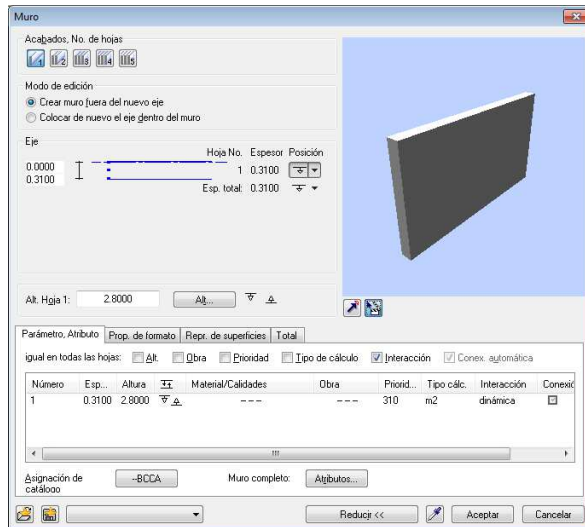 Muro
Acabados, No. de hojas
1 2 3 4 5
Modo de edición
Crear muro fuera del nuevo eje
Colocar de nuevo el eje dentro del muro
Eje
Hoja No. Espesor Posición
0.0000 1 0.3100
0.3100 Esp. total: 0.3100
Alt. Hoja 1: 2.8000 Alt...
Parámetro, Atributo Prop. de formato Repr. de superficies Total
igual en todas las hojas: Alt. Obra Prioridad Tipo de cálculo Interacción Conex. automática
Número Esp... Altura Material/Calidades Obra Priorid... Tipo cálc. Interacción Conexió
1 0.3100 2.8000 --- --- 310 m2 dinámica
Asignación de catálogo --BCCA Muro completo: Atributos...
Reducir << Aceptar Cancelar